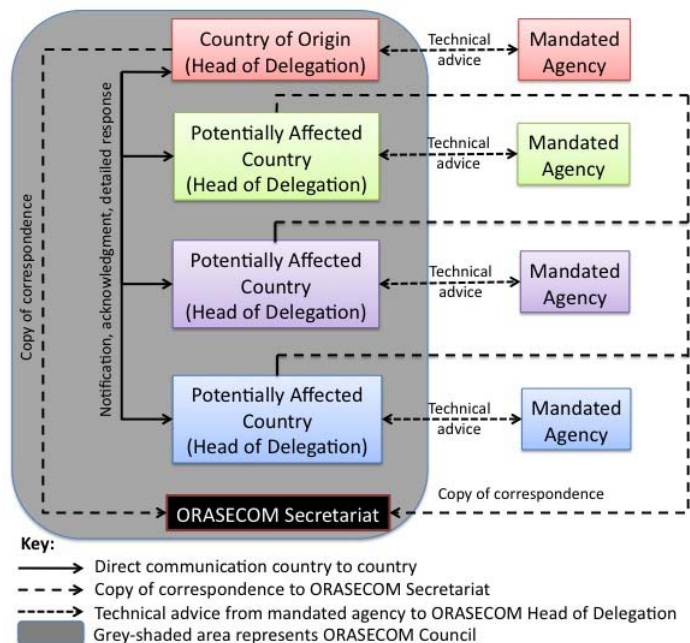 Country of Origin
(Head of Delegation)
Technical
advice
Mandated
Agency
Potentially Affected
Country
(Head of Delegation)
Technical
advice
Mandated
Agency
Potentially Affected
Country
(Head of Delegation)
Technical
advice
Mandated
Agency
Potentially Affected
Country
(Head of Delegation)
Technical
advice
Mandated
Agency
Copy of correspondence
Notification, acknowledgment, detailed response
ORASECOM Secretariat
Copy of correspondence
Key:
Direct communication country to country
Copy of correspondence to ORASECOM Secretariat
Technical advice from mandated agency to ORASECOM Head of Delegation
Grey-shaded area represents ORASECOM Council